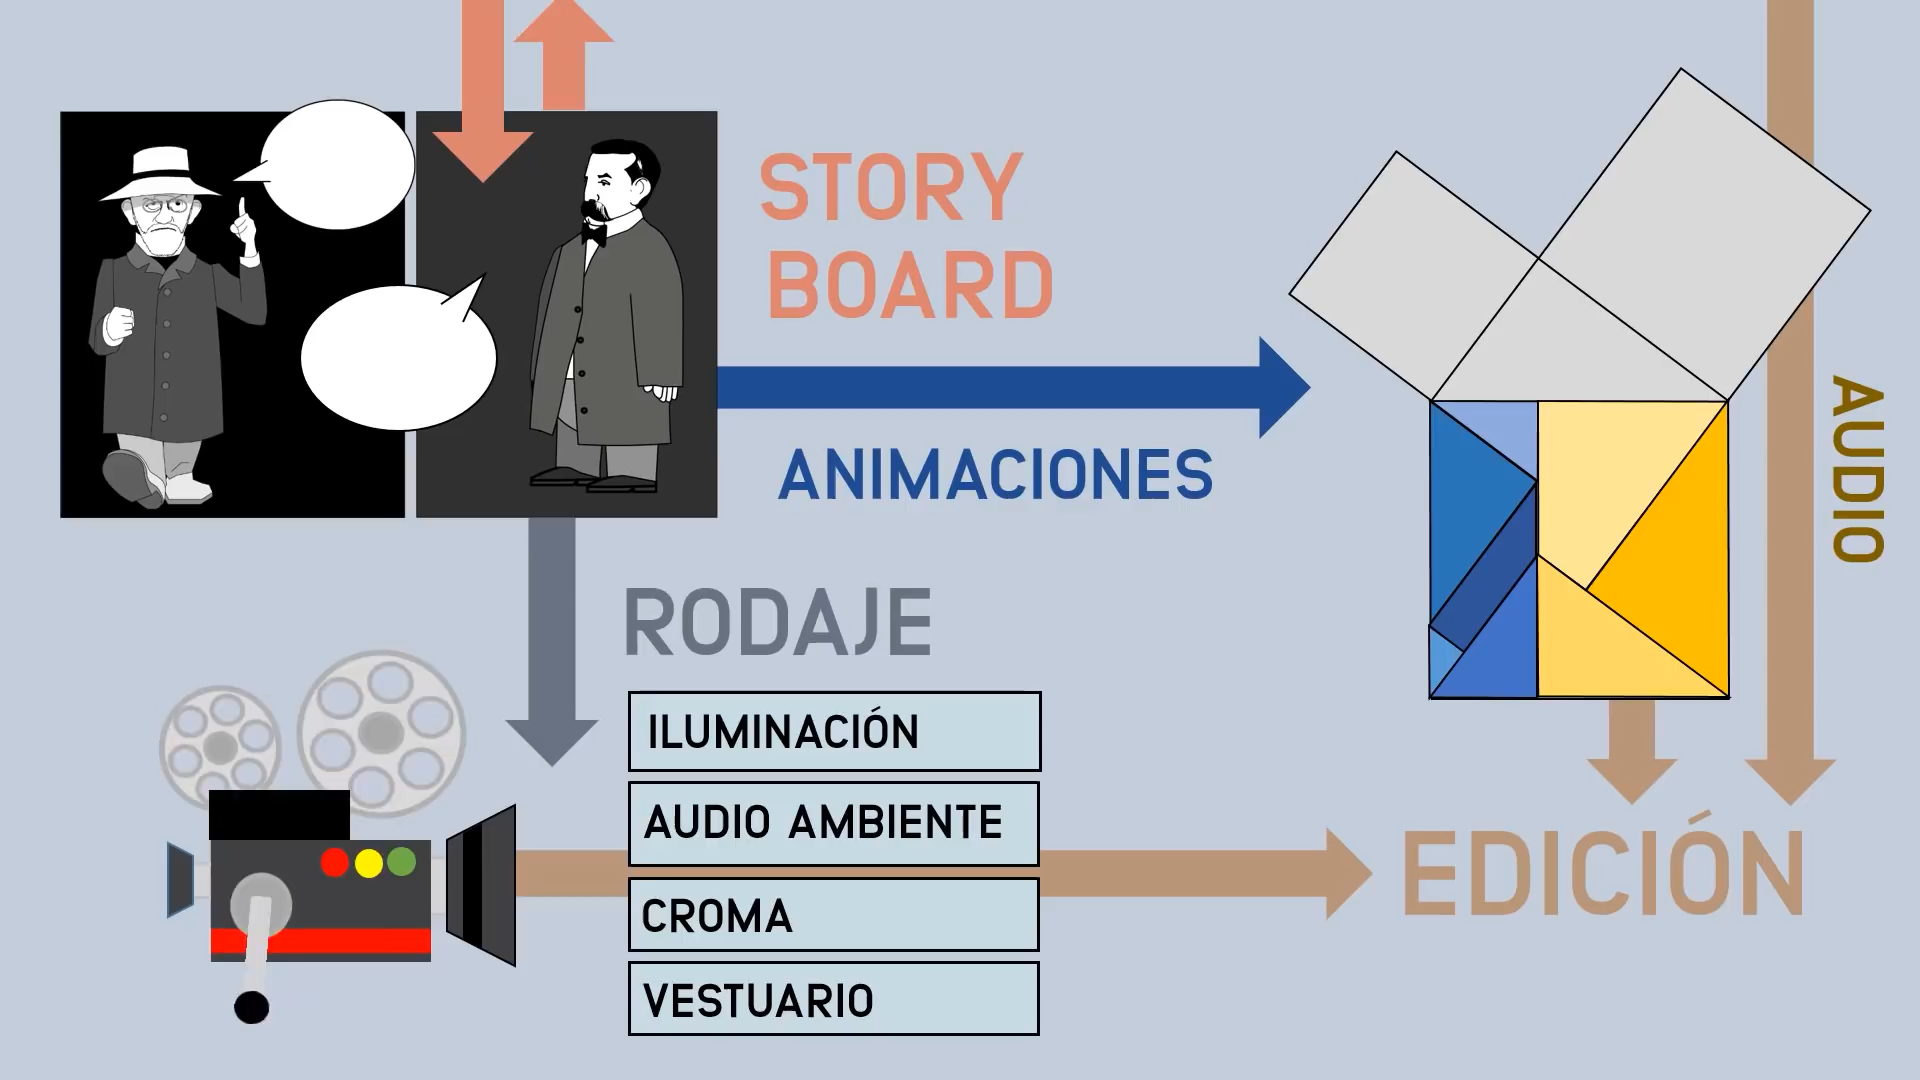 STORY
BOARD
ANIMACIONES
AUDIO
RODAJE
ILUMINACIÓN
AUDIO AMBIENTE
CROMA
VESTUARIO
EDICIÓN